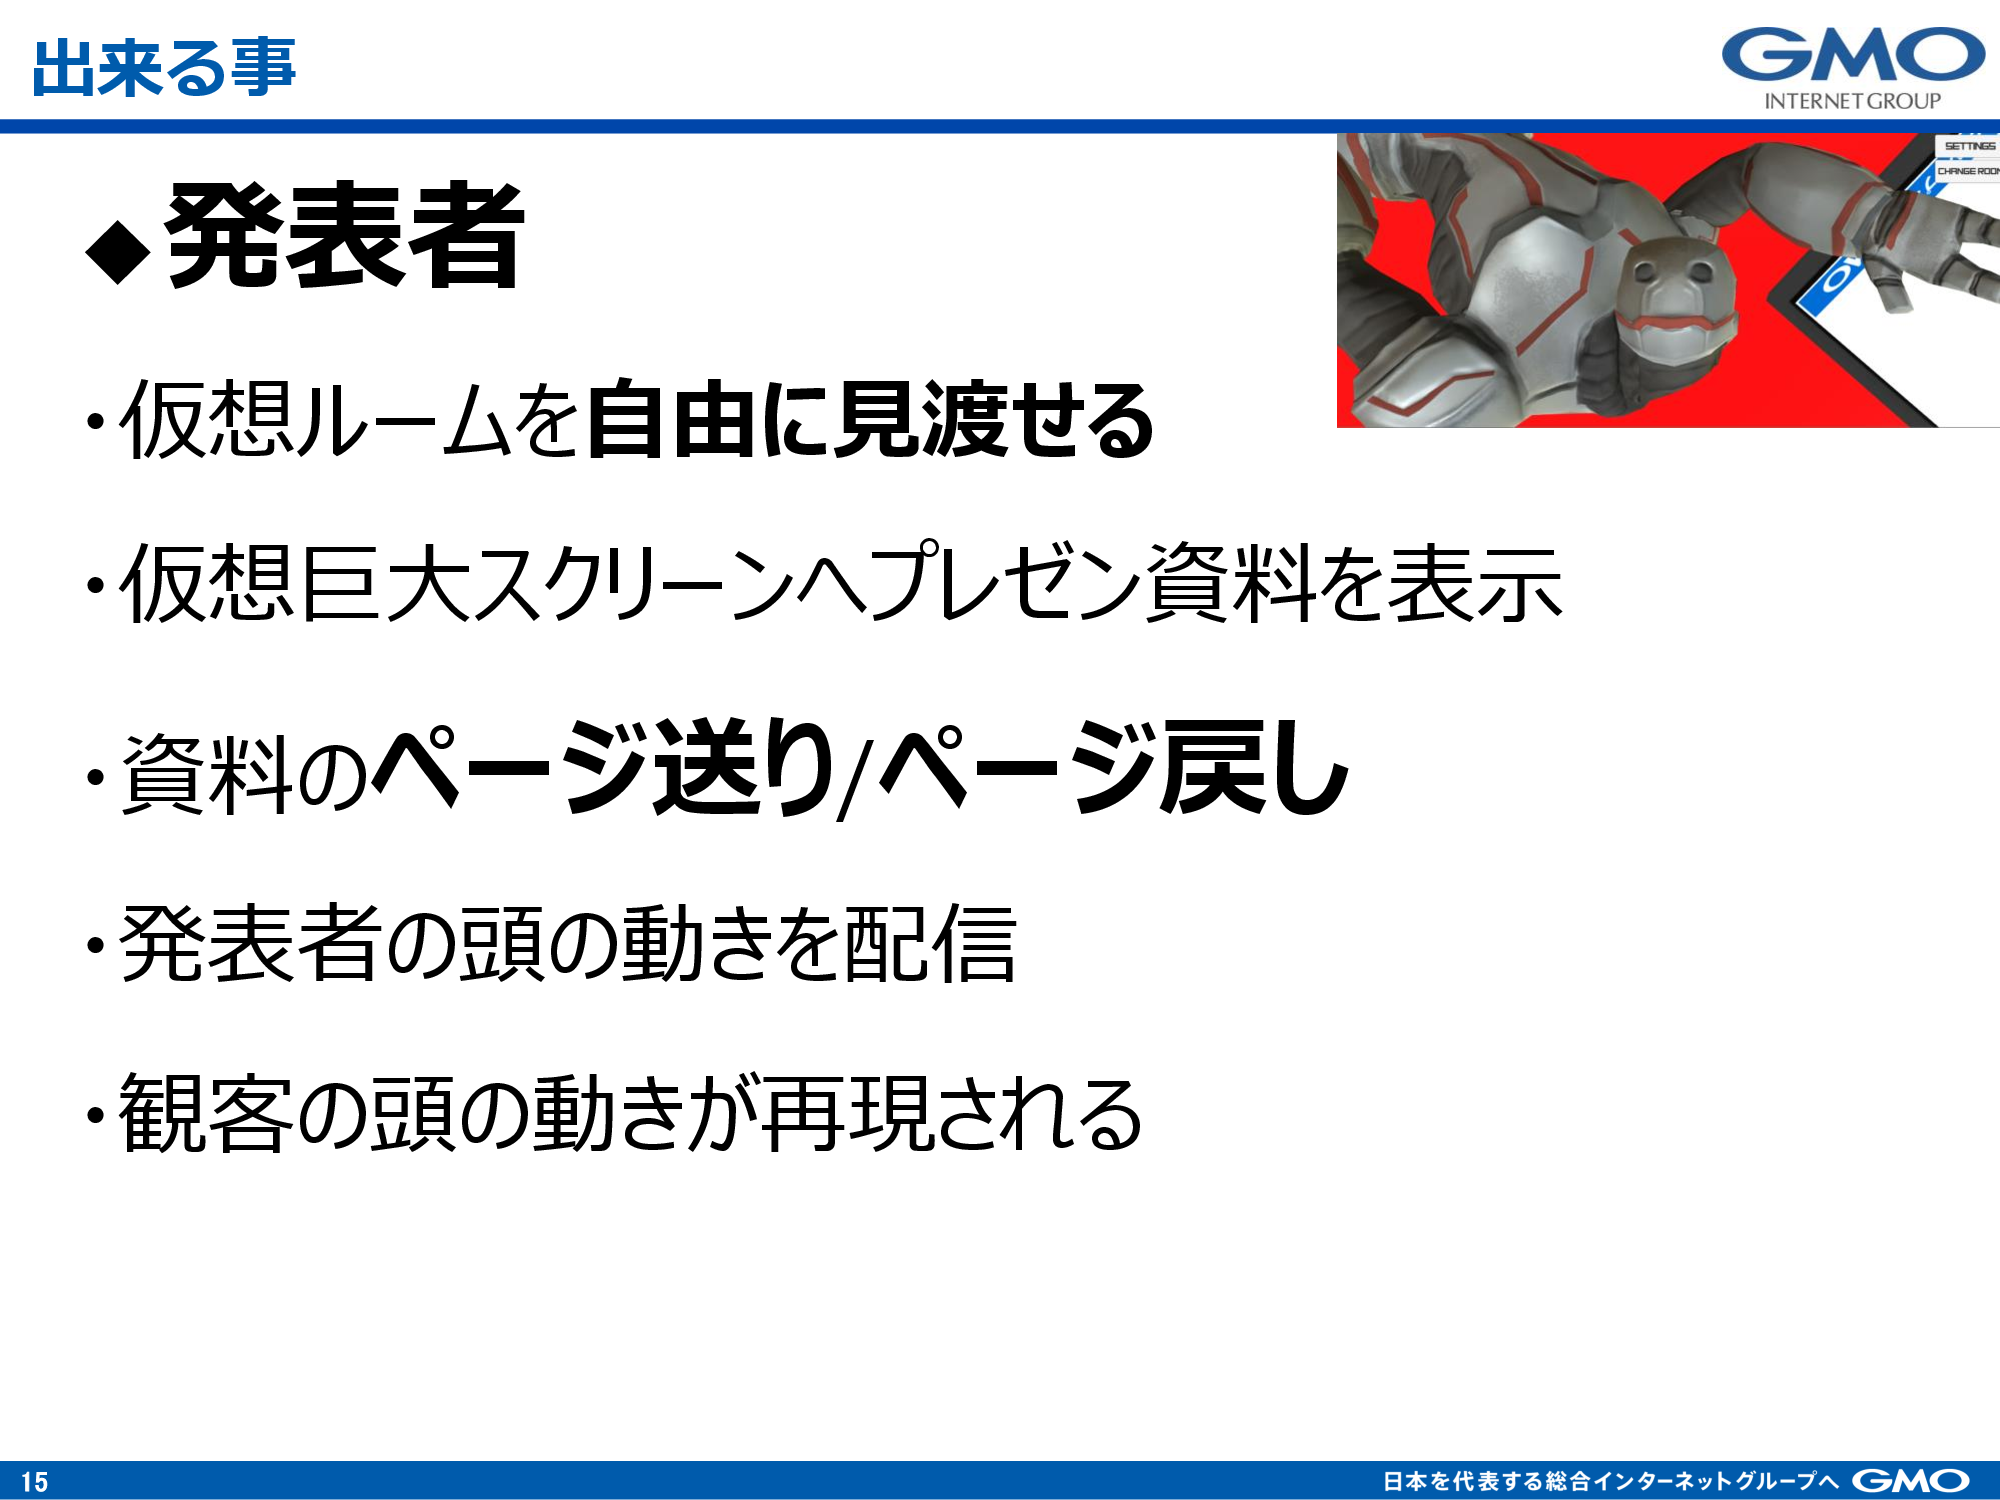 出来る事
GMO
INTERNET GROUP
SETTINGS
◆発表者
・仮想ルームを自由に見渡せる
・仮想巨大スクリーンへプレゼン資料を表示
・資料のページ送り/ページ戻し
・発表者の頭の動きを配信
・観客の頭の動きが再現される
15
日本を代表する総合インターネットグループへ GMO